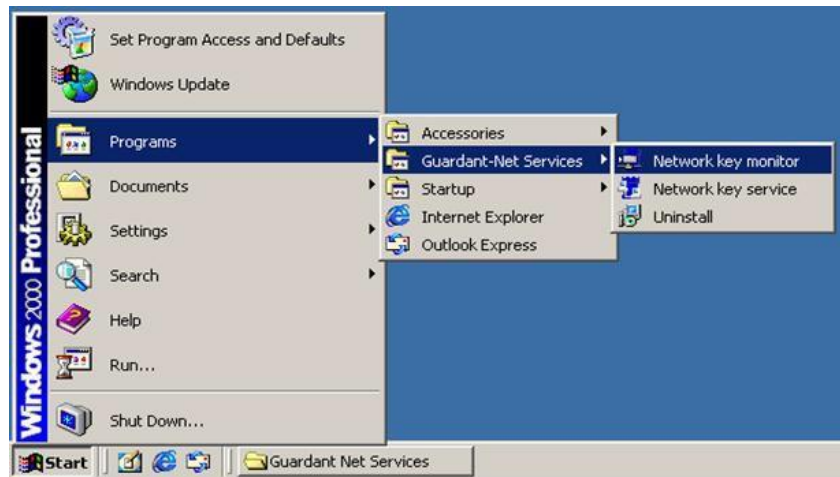 Set Program Access and Defaults
Windows Update
Programs
Documents
Settings
Search
Help
Run...
Shut Down...
Windows 2000 Professional
Accessories
Guardant-Net Services
Startup
Internet Explorer
Outlook Express
Network key monitor
Network key service
Uninstall
Start
Guardant Net Services